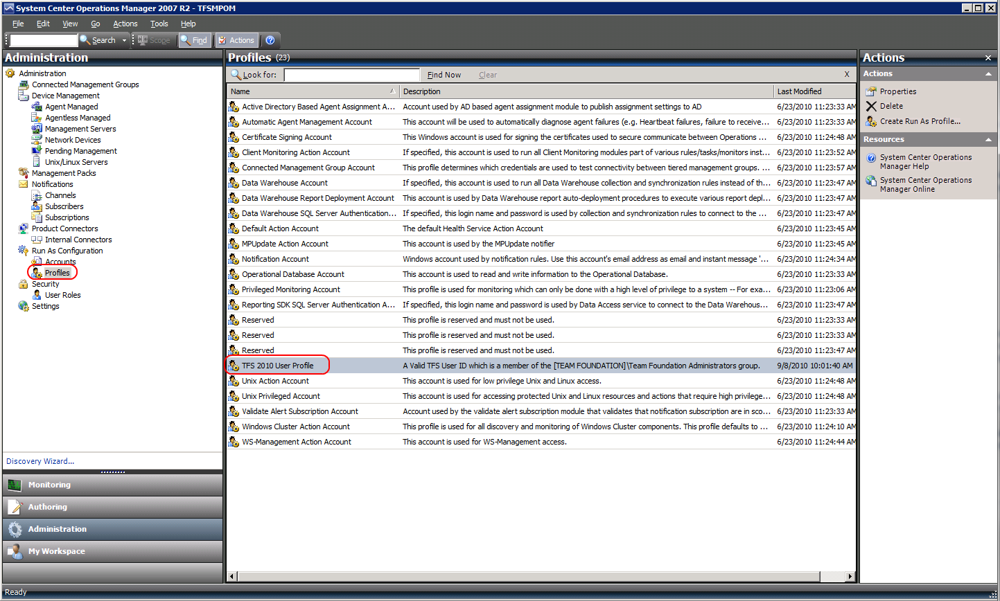 System Center Operations Manager 2007 R2 - TFSMPOM
File Edit View Go Actions Tools Help
Search Scope Find Actions
Administration
Administration
Connected Management Groups
Device Management
Agent Managed
Agentless Managed
Management Servers
Network Devices
Pending Management
Unix/Linux Servers
Management Packs
Notifications
Channels
Subscribers
Subscriptions
Product Connectors
Internal Connectors
Run As Configuration
Accounts
Profiles
Security
User Roles
Settings
Discovery Wizard...
Monitoring
Authoring
Administration
My Workspace
Profiles (23)
Look for: Find Now Clear X
Name Description Last Modified
Active Directory Based Agent Assignment A... Account used by AD based agent assignment module to publish assignment settings to AD 6/23/2010 11:23:33 AM
Automatic Agent Management Account This account will be used to automatically diagnose agent failures (e.g. Heartbeat failures, failure to receive... 6/23/2010 11:23:33 AM
Certificate Signing Account This Windows account is used for signing the certificates used to secure communicate between Operations ... 6/23/2010 11:24:48 AM
Client Monitoring Action Account If specified, this account is used to run all Client Monitoring modules part of various rules/tasks/monitors inst... 6/23/2010 11:23:52 AM
Connected Management Group Account This profile determines which credentials are used to test connectivity between tiered management groups. ... 6/23/2010 11:23:57 AM
Data Warehouse Account If specified, this account is used to run all Data Warehouse collection and synchronization rules instead of th... 6/23/2010 11:23:47 AM
Data Warehouse Report Deployment Account This account is used by Data Warehouse report auto-deployment procedures to execute various report depl... 6/23/2010 11:23:47 AM
Data Warehouse SQL Server Authentication... If specified, this login name and password is used by collection and synchronization rules to connect to the ... 6/23/2010 11:23:47 AM
Default Action Account The default Health Service Action Account 6/23/2010 11:23:45 AM
MPUpdate Action Account This account is used by the MPUpdate notifier 6/23/2010 11:23:45 AM
Notification Account Windows account used by notification rules. Use this account's email address as email and instant message '... 6/23/2010 11:24:34 AM
Operational Database Account This account is used to read and write information to the Operational Database. 6/23/2010 11:23:33 AM
Privileged Monitoring Account This profile is used for monitoring which can only be done with a high level of privilege to a system -- For exa... 6/23/2010 11:23:06 AM
Reporting SDK SQL Server Authentication A... If specified, this login name and password is used by Data Access service to connect to the Data Warehous... 6/23/2010 11:23:47 AM
Reserved This profile is reserved and must not be used. 6/23/2010 11:23:33 AM
Reserved This profile is reserved and must not be used. 6/23/2010 11:23:33 AM
Reserved This profile is reserved and must not be used. 6/23/2010 11:23:47 AM
TFS 2010 User Profile A Valid TFS User ID which is a member of the [TEAM FOUNDATION]\Team Foundation Administrators group. 9/8/2010 10:01:40 AM
Unix Action Account This account is used for low privilege Unix and Linux access. 6/23/2010 11:24:48 AM
Unix Privileged Account This account is used for accessing protected Unix and Linux resources and actions that require high privilege... 6/23/2010 11:24:48 AM
Validate Alert Subscription Account Account used by the validate alert subscription module that validates that notification subscription are in sco... 6/23/2010 11:23:33 AM
Windows Cluster Action Account This profile is used for all discovery and monitoring of Windows Cluster components. This profile defaults to ... 6/23/2010 11:24:10 AM
WS-Management Action Account This account is used for WS-Management access. 6/23/2010 11:24:44 AM
Actions
Actions
Properties
Delete
Create Run As Profile...
Resources
System Center Operations
Manager Help
System Center Operations
Manager Online
Ready